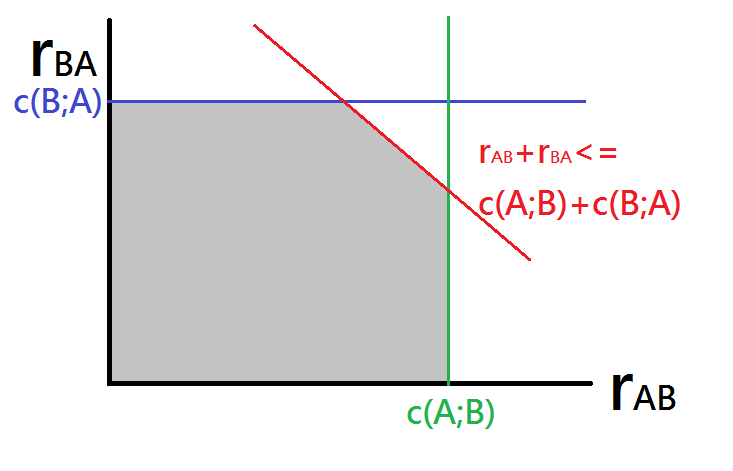 rBA
c(B;A)
rAB+rBA<=
c(A;B)+c(B;A)
rAB
c(A;B)